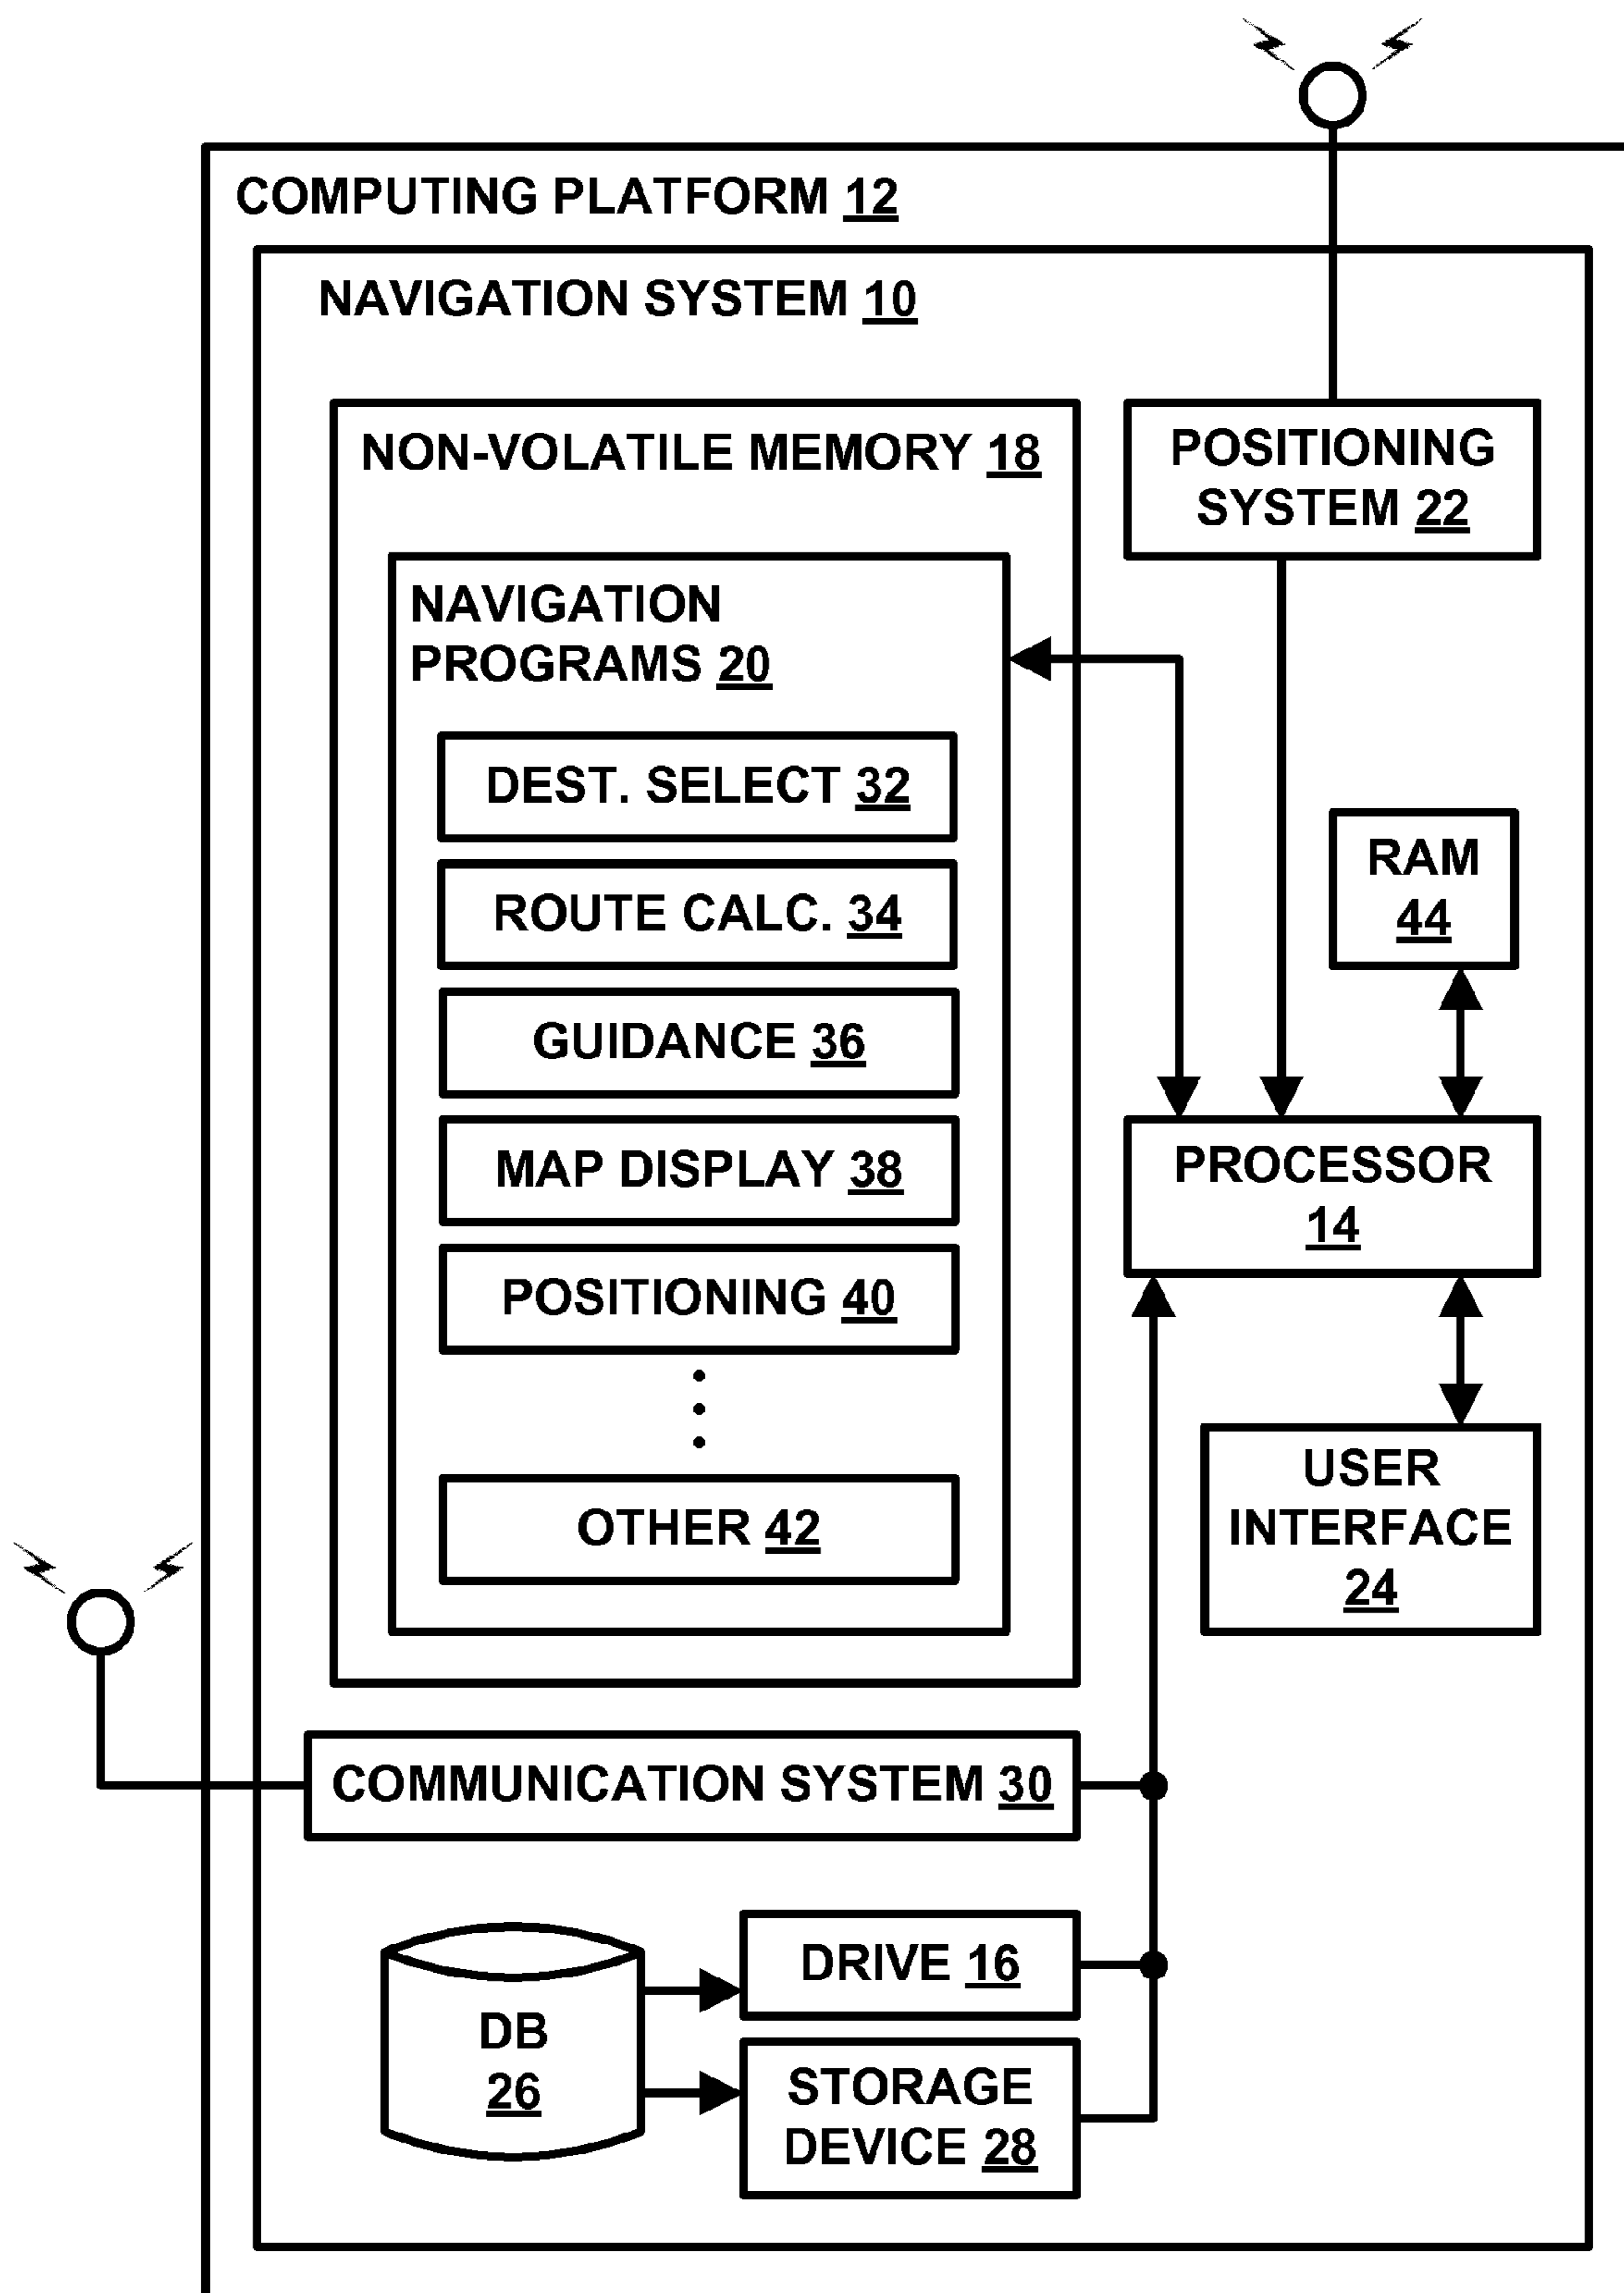 COMPUTING PLATFORM 12
NAVIGATION SYSTEM 10
NON-VOLATILE MEMORY 18
NAVIGATION
PROGRAMS 20
DEST. SELECT 32
ROUTE CALC. 34
GUIDANCE 36
MAP DISPLAY 38
POSITIONING 40
OTHER 42
POSITIONING
SYSTEM 22
RAM
44
PROCESSOR
14
USER
INTERFACE
24
COMMUNICATION SYSTEM 30
DB
26
DRIVE 16
STORAGE
DEVICE 28